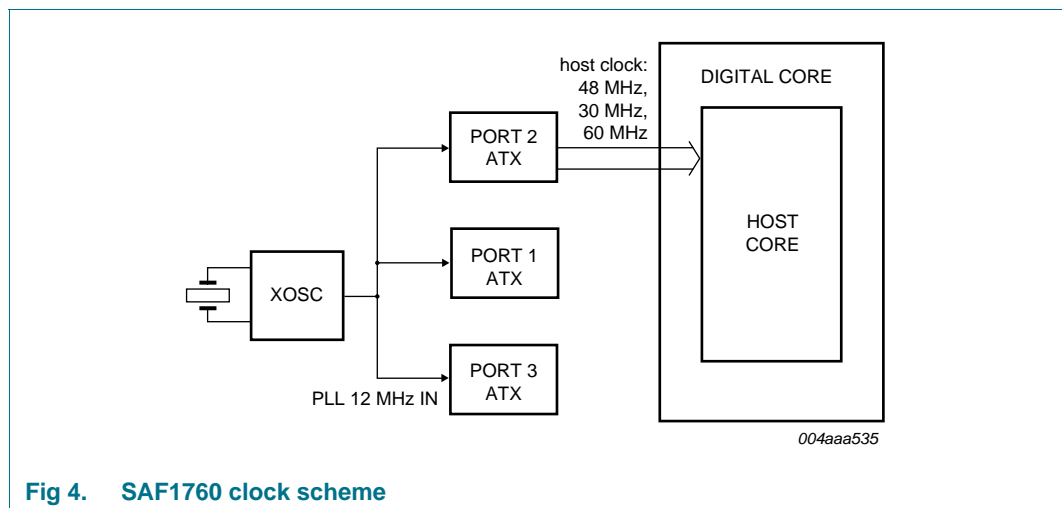 host clock:
48 MHz,
30 MHz,
60 MHz
DIGITAL CORE
PORT 2
ATX
HOST
CORE
PORT 1
ATX
XOSC
PORT 3
ATX
PLL 12 MHz IN
004aaa535
Fig 4. SAF1760 clock scheme